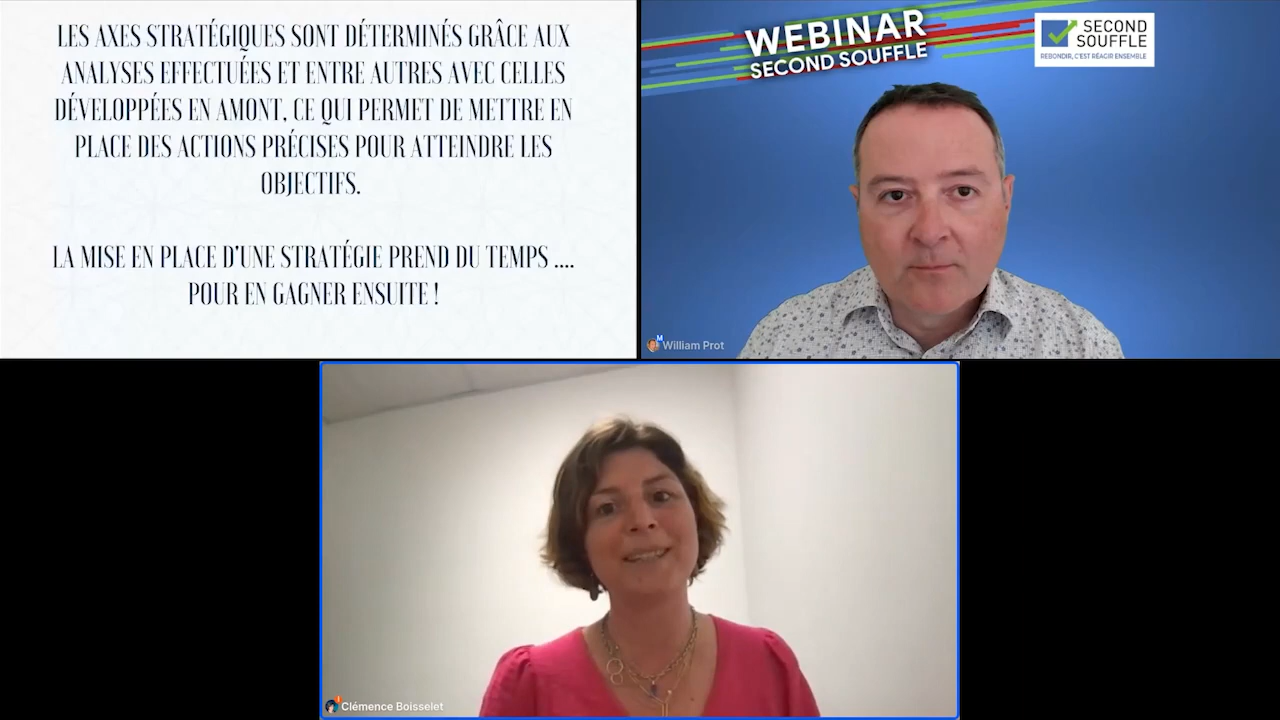 LES AXES STRATÉGIQUES SONT DÉTERMINÉS GRÂCE AUX
ANALYSES EFFECTUÉES ET ENTRE AUTRES AVEC CELLES
DÉVELOPPÉES EN AMONT, CE QUI PERMET DE METTRE EN
PLACE DES ACTIONS PRÉCISES POUR ATTEINDRE LES
OBJECTIFS.
LA MISE EN PLACE D'UNE STRATÉGIE PREND DU TEMPS ....
POUR EN GAGNER ENSUITE !
WEBINAR
SECOND SOUFFLE
SECOND
SOUFFLE
REBONDIR, C'EST RÉAGIR ENSEMBLE
M
William Prot
Clémence Boisselet